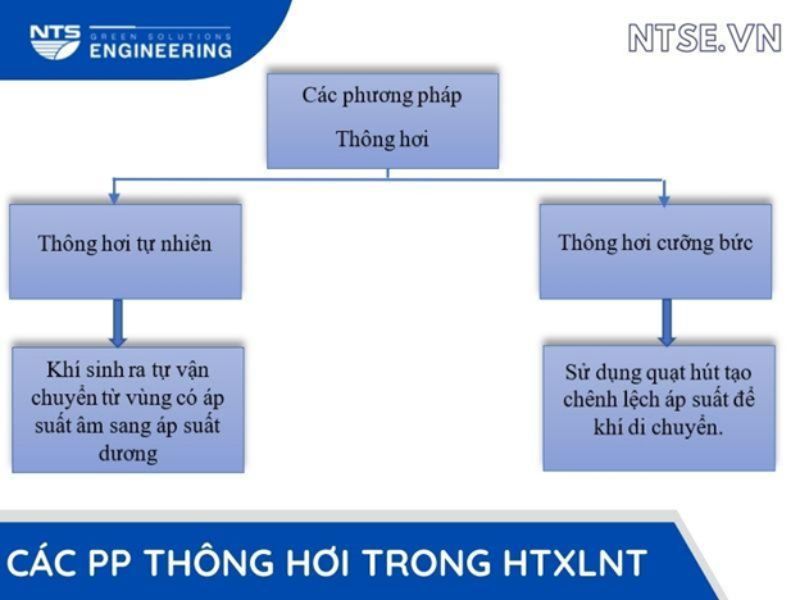 NTS
GREEN SOLUTIONS
ENGINEERING
NTSE.VN
Các phương pháp
Thông hơi
Thông hơi tự nhiên
Thông hơi cưỡng bức
Khí sinh ra tự vận
chuyển từ vùng có áp
suất âm sang áp suất
dương
Sử dụng quạt hút tạo
chênh lệch áp suất để
khí di chuyển.
CÁC PP THÔNG HƠI TRONG HTXLNT